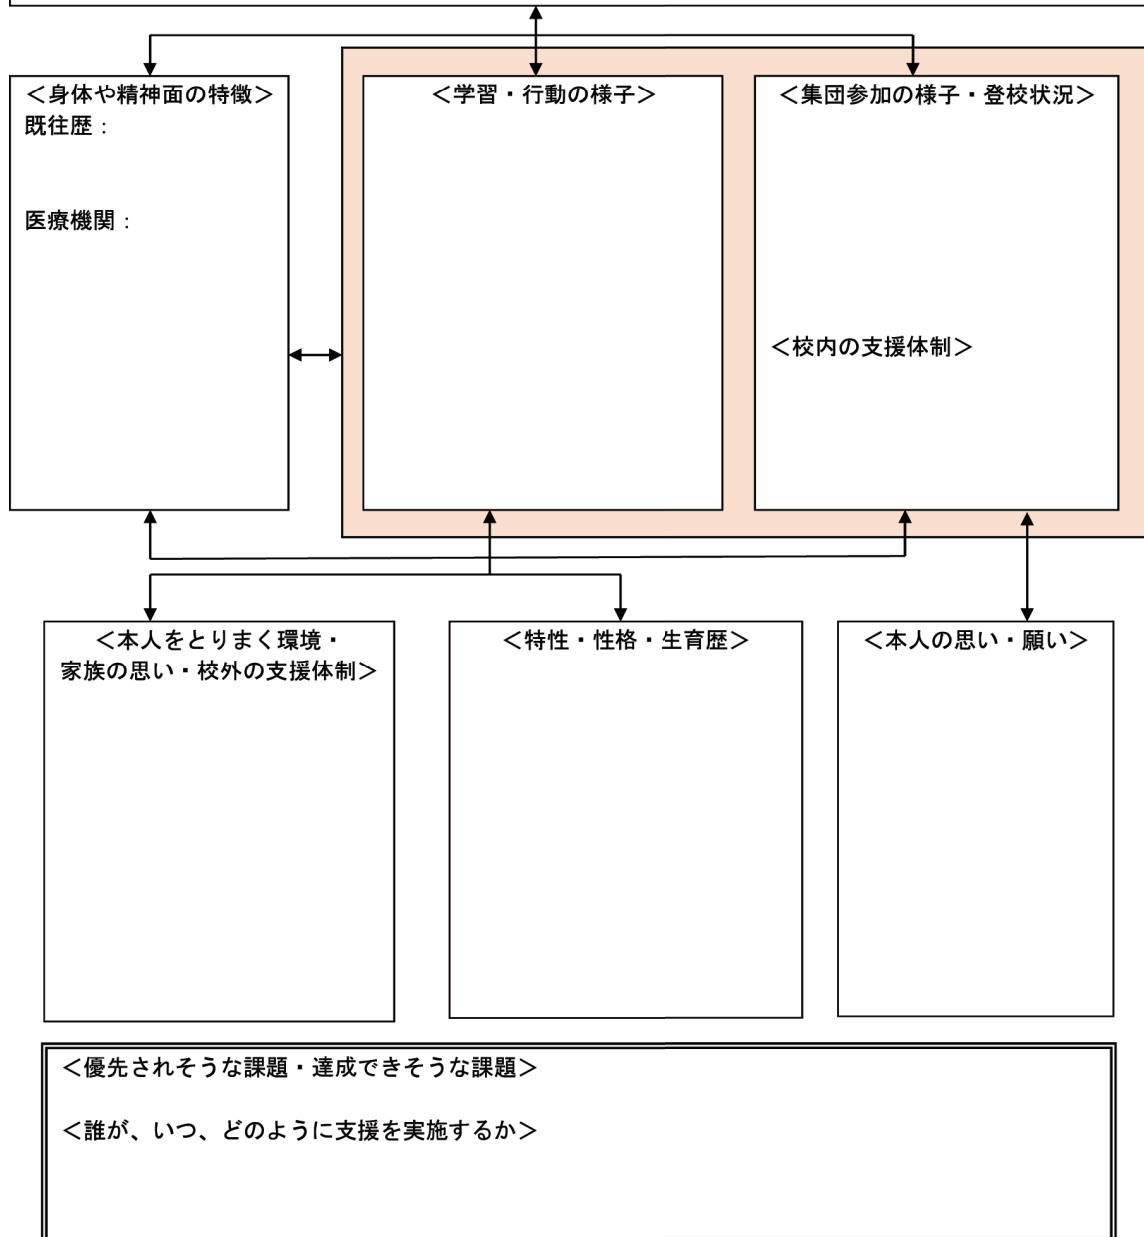 ＜身体や精神面の特徴＞
既往歴：
医療機関：
＜学習・行動の様子＞
＜集団参加の様子・登校状況＞
＜校内の支援体制＞
＜本人をとりまく環境・
家族の思い・校外の支援体制＞
＜特性・性格・生育歴＞
＜本人の思い・願い＞
＜優先されそうな課題・達成できそうな課題＞
＜誰が、いつ、どのように支援を実施するか＞